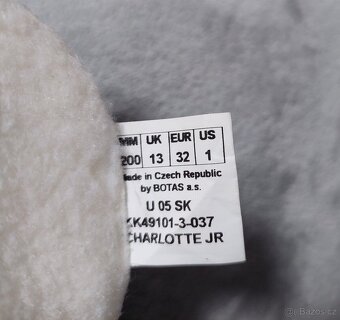 MM UK EUR US
200 13 32 1
Made in Czech Republic
by BOTAS a.s.
U 05 SK
KK49101-3-037
CHARLOTTE JR
© Bazos.cz